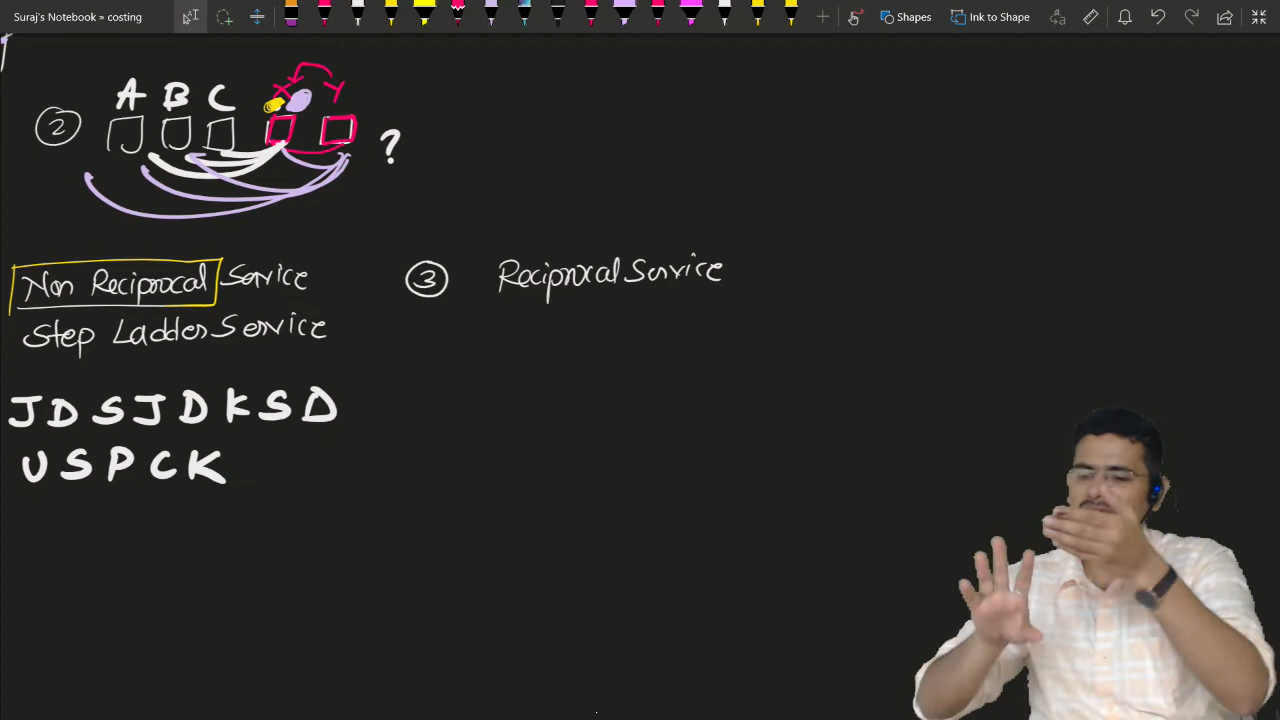 Suraj's Notebook » costing
Shapes
Ink to Shape
A B C X Y
2
?
Non Reciprocal Service
Step Ladder Service
3 Reciprocal Service
J D S J D K S D
U S P C K